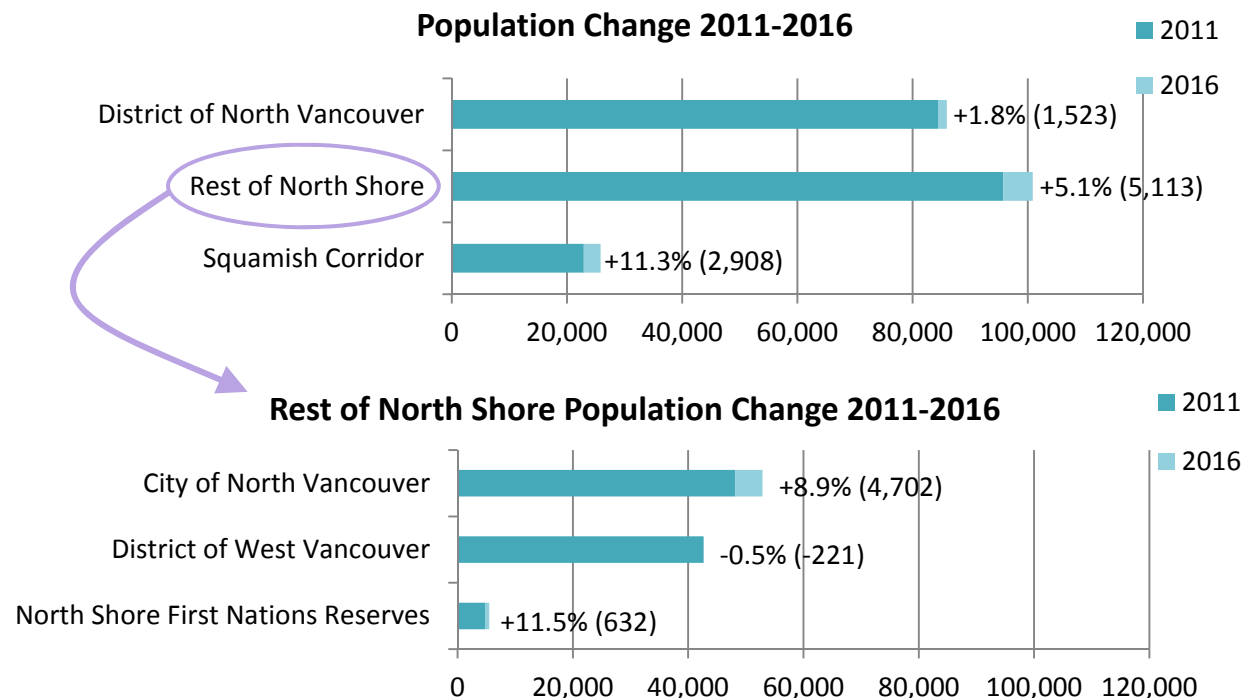 Population Change 2011-2016
2011
2016
District of North Vancouver
+1.8% (1,523)
Rest of North Shore
+5.1% (5,113)
Squamish Corridor
+11.3% (2,908)
0 20,000 40,000 60,000 80,000 100,000 120,000
Rest of North Shore Population Change 2011-2016
2011
2016
City of North Vancouver
+8.9% (4,702)
District of West Vancouver
-0.5% (-221)
North Shore First Nations Reserves
+11.5% (632)
0 20,000 40,000 60,000 80,000 100,000 120,000